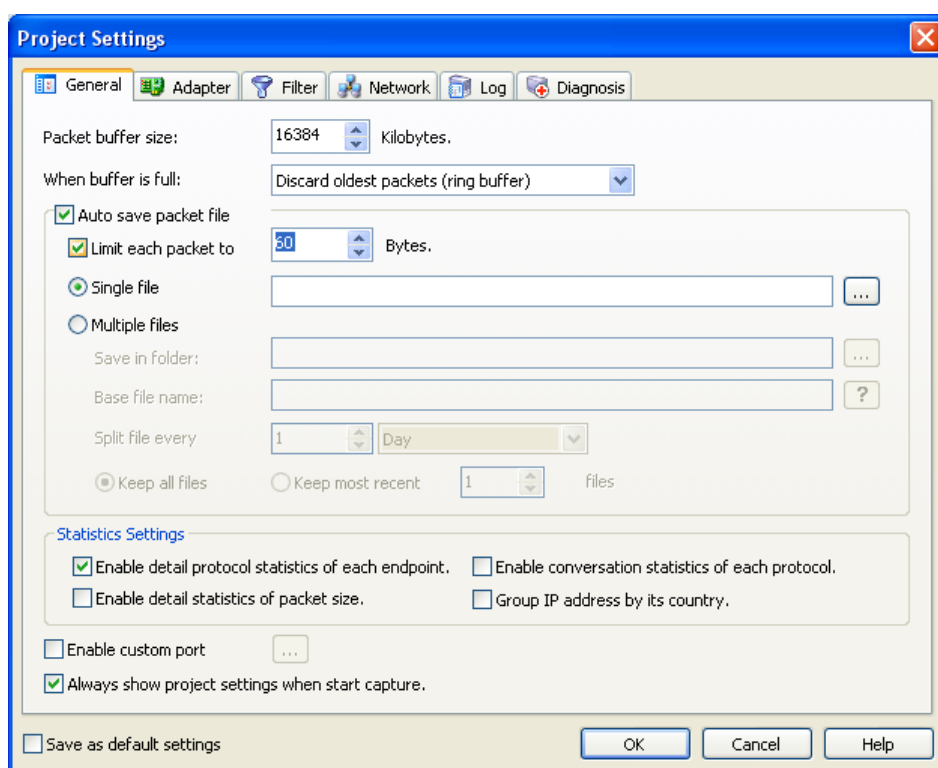 Project Settings
General Adapter Filter Network Log Diagnosis
Packet buffer size: 16384 Kilobytes.
When buffer is full: Discard oldest packets (ring buffer)
Auto save packet file
Limit each packet to 60 Bytes.
Single file ...
Multiple files
Save in folder: ...
Base file name: ?
Split file every 1 Day
Keep all files Keep most recent 1 files
Statistics Settings
Enable detail protocol statistics of each endpoint. Enable conversation statistics of each protocol.
Enable detail statistics of packet size. Group IP address by its country.
Enable custom port ...
Always show project settings when start capture.
Save as default settings OK Cancel Help